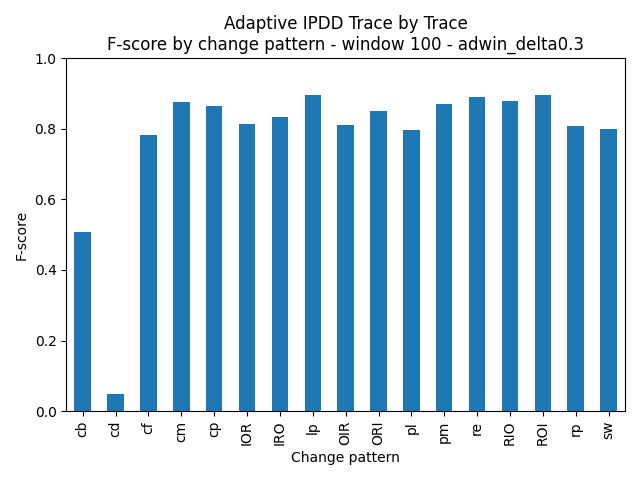 Adaptive IPDD Trace by Trace
F-score by change pattern - window 100 - adwin_delta0.3
1.0
0.8
0.6
0.4
0.2
0.0
F-score
cb
cd
cf
cm
cp
IOR
IRO
lp
OIR
ORI
pl
pm
re
RIO
ROI
rp
sw
Change pattern